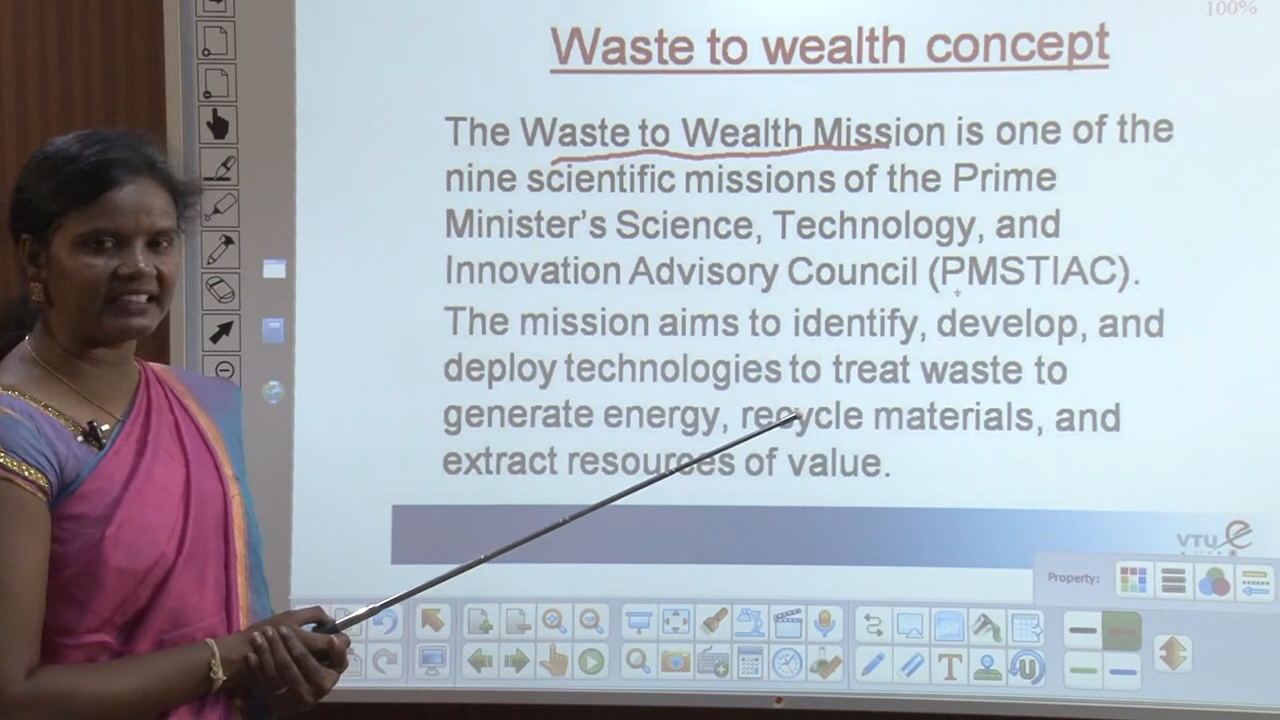 100%
Waste to wealth concept
The Waste to Wealth Mission is one of the
nine scientific missions of the Prime
Minister's Science, Technology, and
Innovation Advisory Council (PMSTIAC).
The mission aims to identify, develop, and
deploy technologies to treat waste to
generate energy, recycle materials, and
extract resources of value.
VTU e
Property:
T